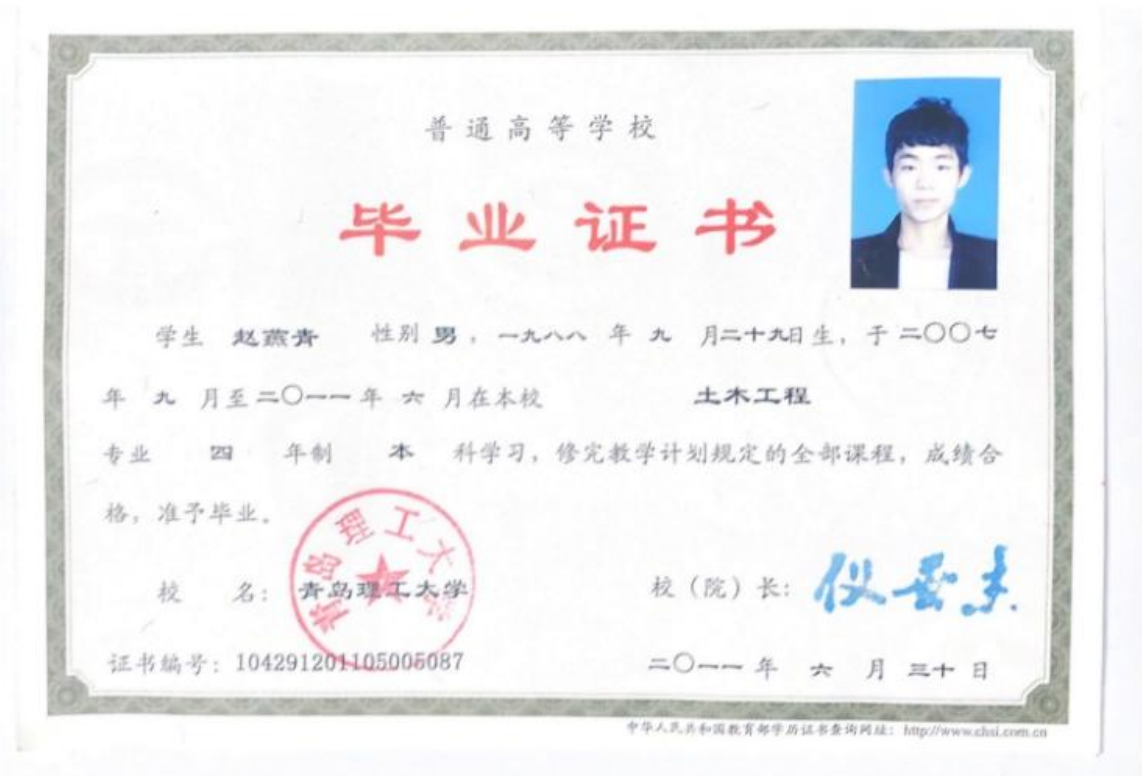 普通高等学校
毕业证书
学生 赵燕青 性别 男 ，一九八八 年 九 月二十九日生，于 二〇〇七
年 九 月至 二〇一一 年 六 月在本校 土木工程
专业 四 年制 本 科学习，修完教学计划规定的全部课程，成绩合
格，准予毕业。
青岛理工大学
校 名：青岛理工大学 校（院）长：
证书编号：104291201105005087 二〇一一 年 六 月 三十 日
中华人民共和国教育部学历证书查询网址：http://www.chsi.com.cn